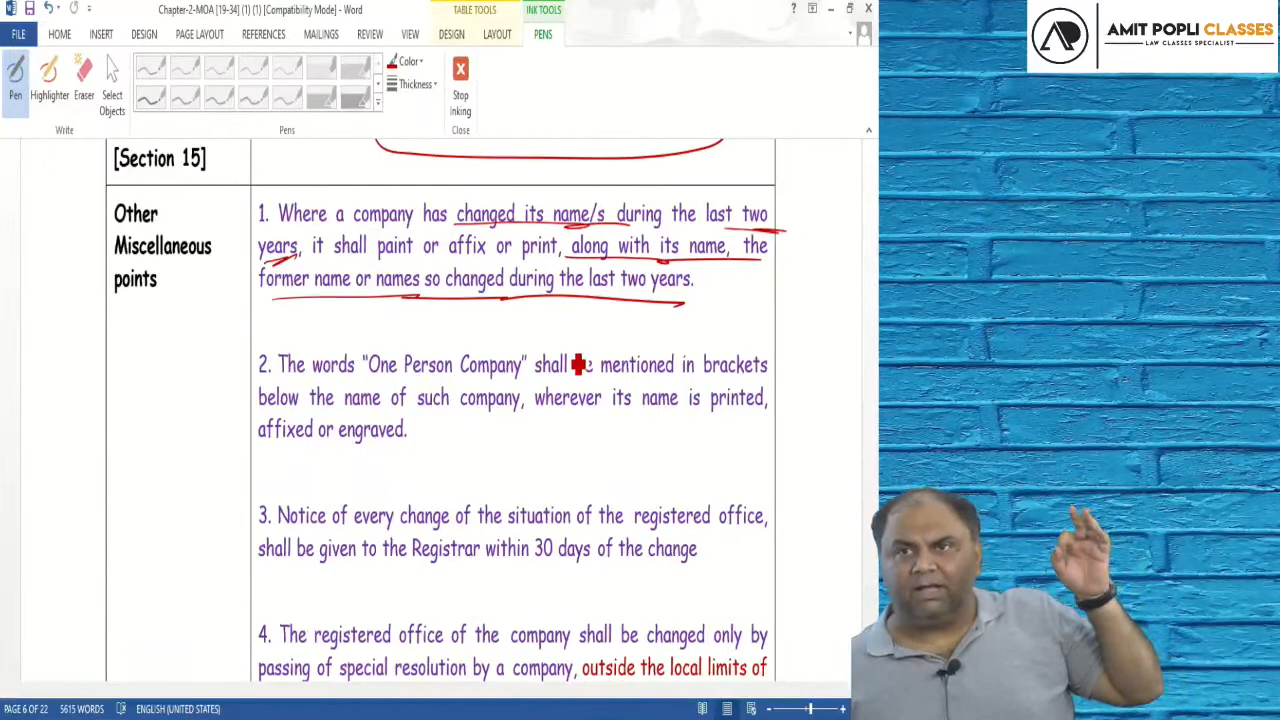 Chapter-2-MOA [19-34] (1) (1) [Compatibility Mode] - Word
TABLE TOOLS
INK TOOLS
FILE HOME INSERT DESIGN PAGE LAYOUT REFERENCES MAILINGS REVIEW VIEW DESIGN LAYOUT PENS
Pen
Highlighter
Eraser
Select
Objects
Color
Thickness
Stop
Inking
Write
Pens
Close
AMIT POPLI CLASSES
LAW CLASSES SPECIALIST
[Section 15]
Other
Miscellaneous
points
1. Where a company has changed its name/s during the last two
years, it shall paint or affix or print, along with its name, the
former name or names so changed during the last two years.
2. The words "One Person Company" shall mentioned in brackets
below the name of such company, wherever its name is printed,
affixed or engraved.
3. Notice of every change of the situation of the registered office,
shall be given to the Registrar within 30 days of the change
4. The registered office of the company shall be changed only by
passing of special resolution by a company, outside the local limits of
PAGE 6 OF 22 5615 WORDS ENGLISH (UNITED STATES)